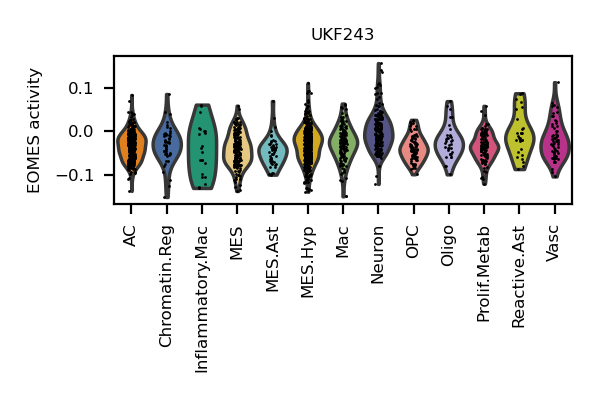 UKF243
EOMES activity
0.1
0.0
−0.1
AC
Chromatin.Reg
Inflammatory.Mac
MES
MES.Ast
MES.Hyp
Mac
Neuron
OPC
Oligo
Prolif.Metab
Reactive.Ast
Vasc